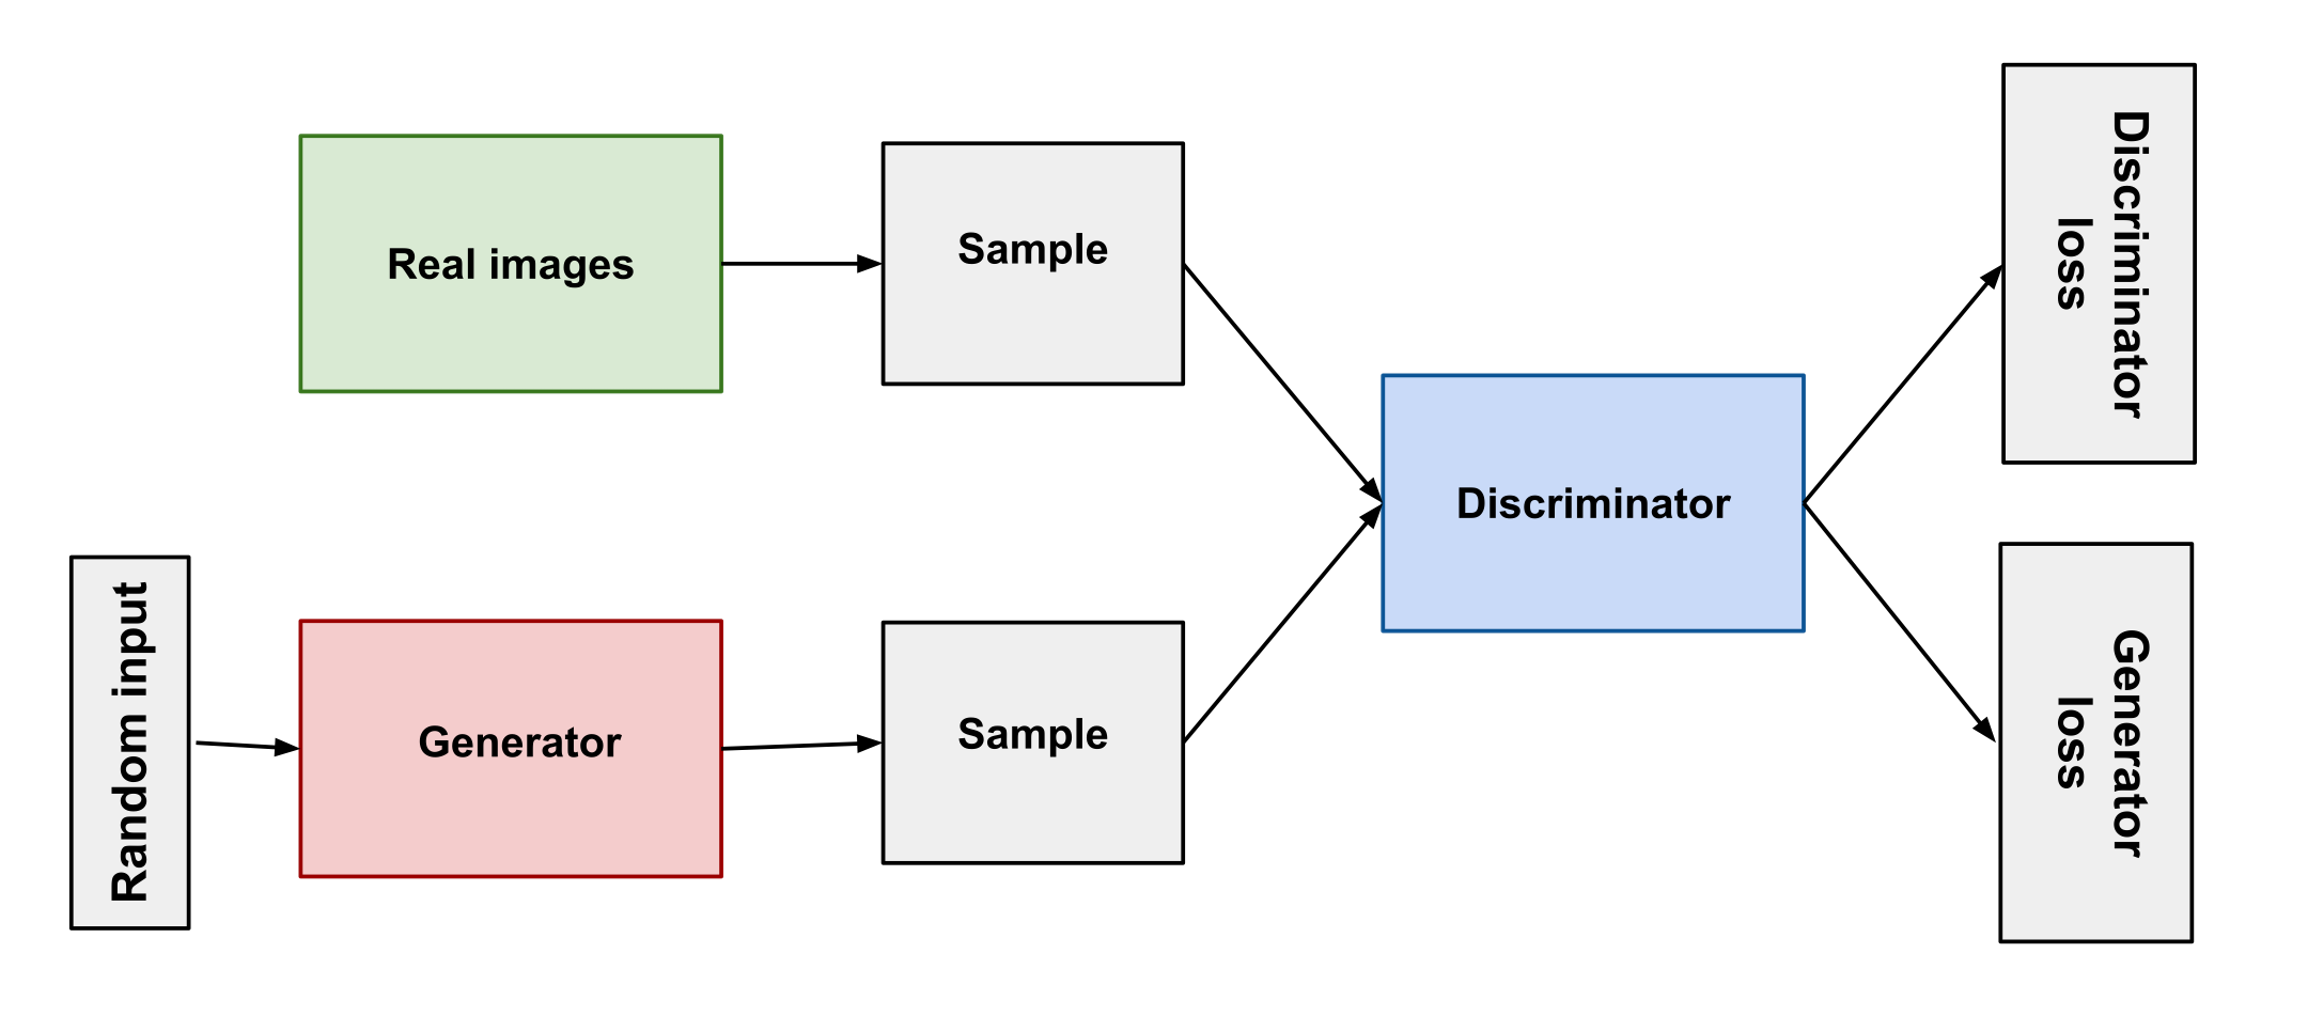 Real images
Sample
Discriminator
loss
Discriminator
Random input
Generator
Sample
Generator
loss